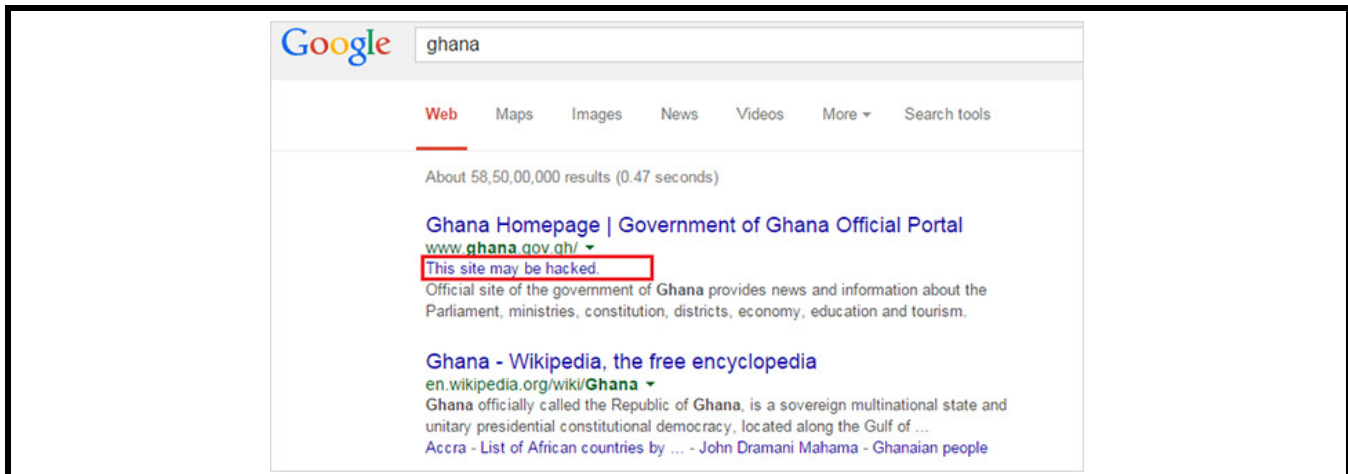 Google
ghana
Web Maps Images News Videos More Search tools
About 58,50,00,000 results (0.47 seconds)
Ghana Homepage | Government of Ghana Official Portal
www.ghana.gov.gh/
This site may be hacked.
Official site of the government of Ghana provides news and information about the
Parliament, ministries, constitution, districts, economy, education and tourism.
Ghana - Wikipedia, the free encyclopedia
en.wikipedia.org/wiki/Ghana
Ghana officially called the Republic of Ghana, is a sovereign multinational state and
unitary presidential constitutional democracy, located along the Gulf of ...
Accra - List of African countries by ... - John Dramani Mahama - Ghanaian people